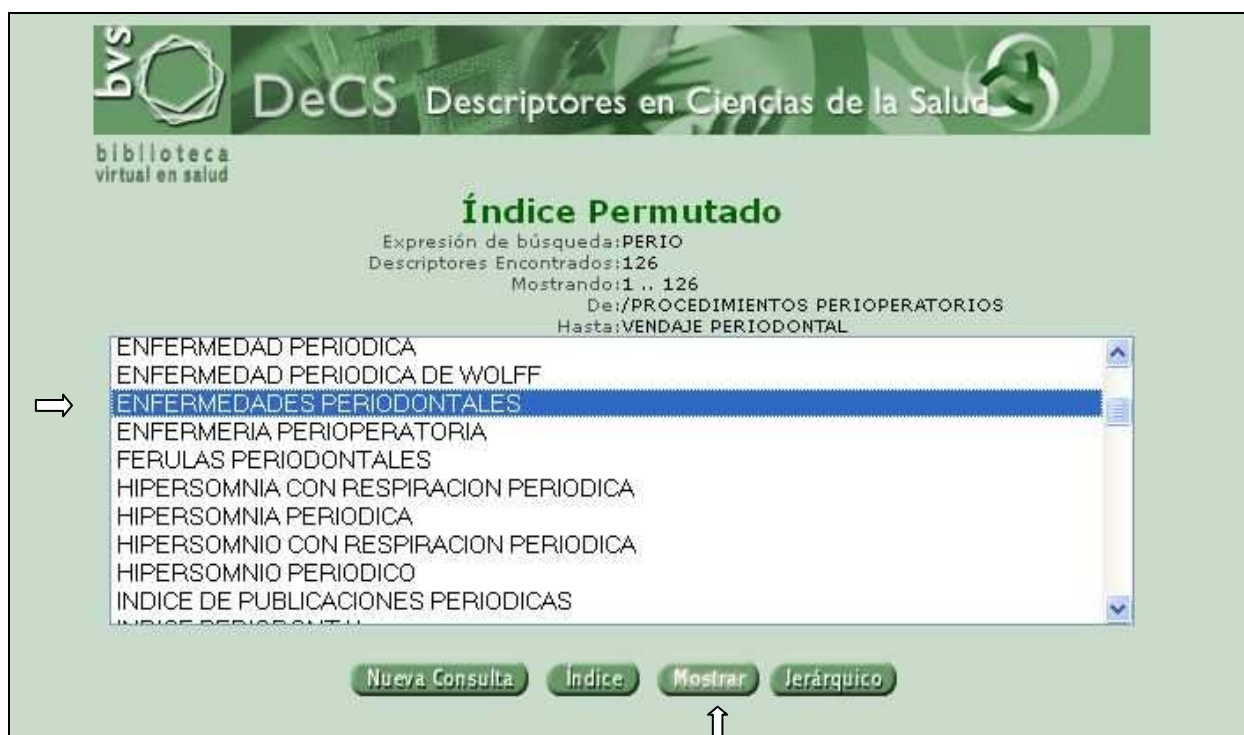 bvs
DeCS Descriptores en Ciencias de la Salud
biblioteca
virtual en salud
Índice Permutado
Expresión de búsqueda:PERIO
Descriptores Encontrados:126
Mostrando:1 .. 126
De:/PROCEDIMIENTOS PERIOPERATORIOS
Hasta:VENDAJE PERIODONTAL
ENFERMEDAD PERIODICA
ENFERMEDAD PERIODICA DE WOLFF
ENFERMEDADES PERIODONTALES
ENFERMERIA PERIOPERATORIA
FERULAS PERIODONTALES
HIPERSOMNIA CON RESPIRACION PERIODICA
HIPERSOMNIA PERIODICA
HIPERSOMNIO CON RESPIRACION PERIODICA
HIPERSOMNIO PERIODICO
INDICE DE PUBLICACIONES PERIODICAS
Nueva Consulta Índice Mostrar Jerárquico